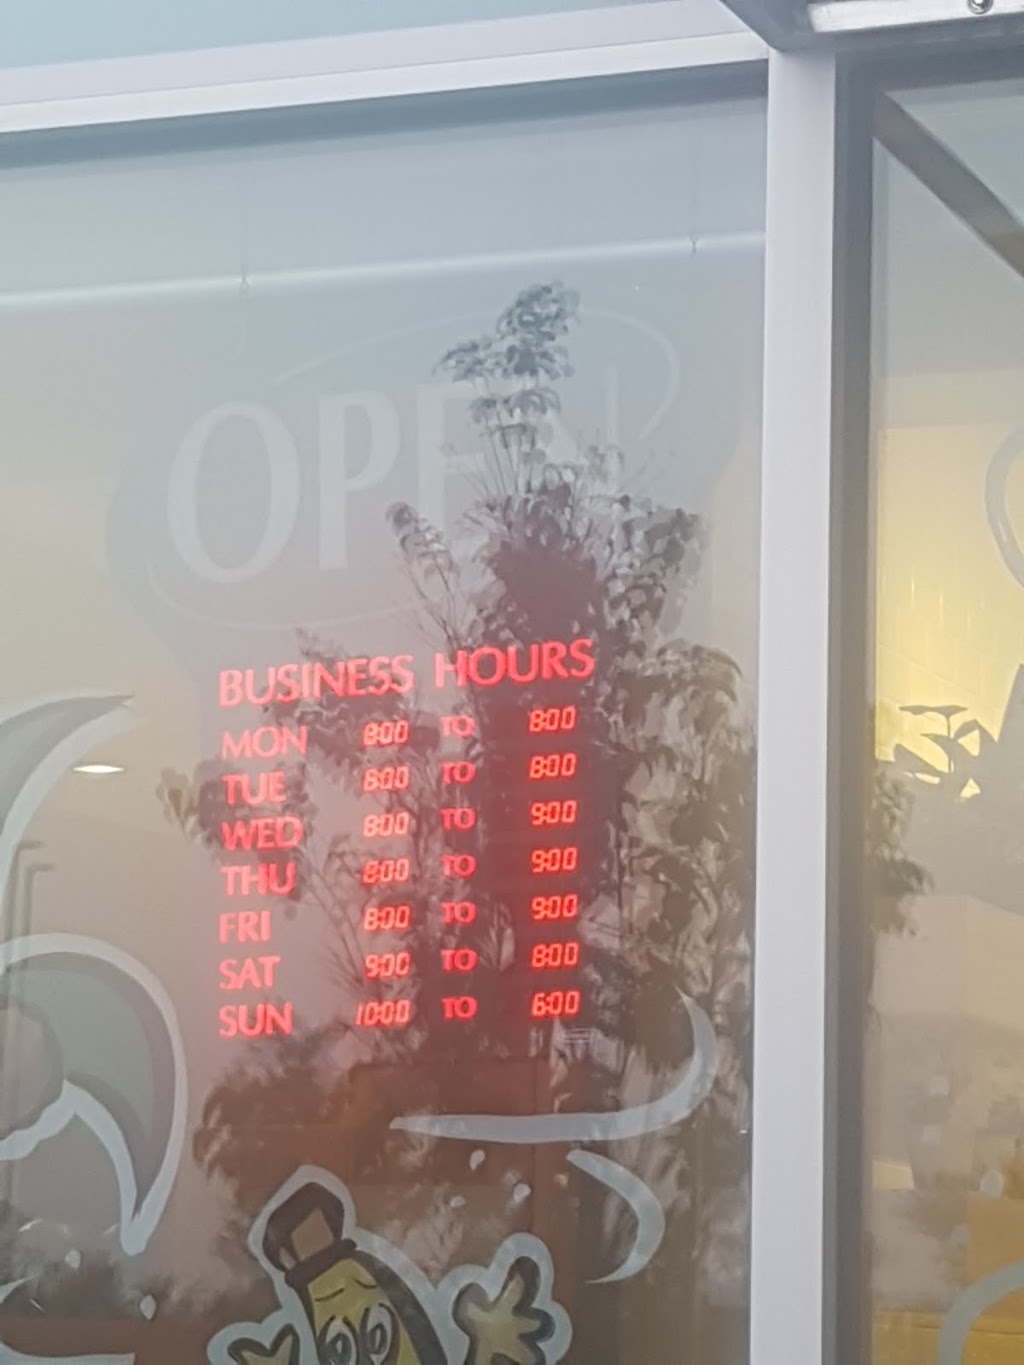 OPEN
BUSINESS HOURS
MON 8:00 TO 8:00
TUE 8:00 TO 8:00
WED 8:00 TO 9:00
THU 8:00 TO 9:00
FRI 8:00 TO 9:00
SAT 9:00 TO 8:00
SUN 10:00 TO 6:00